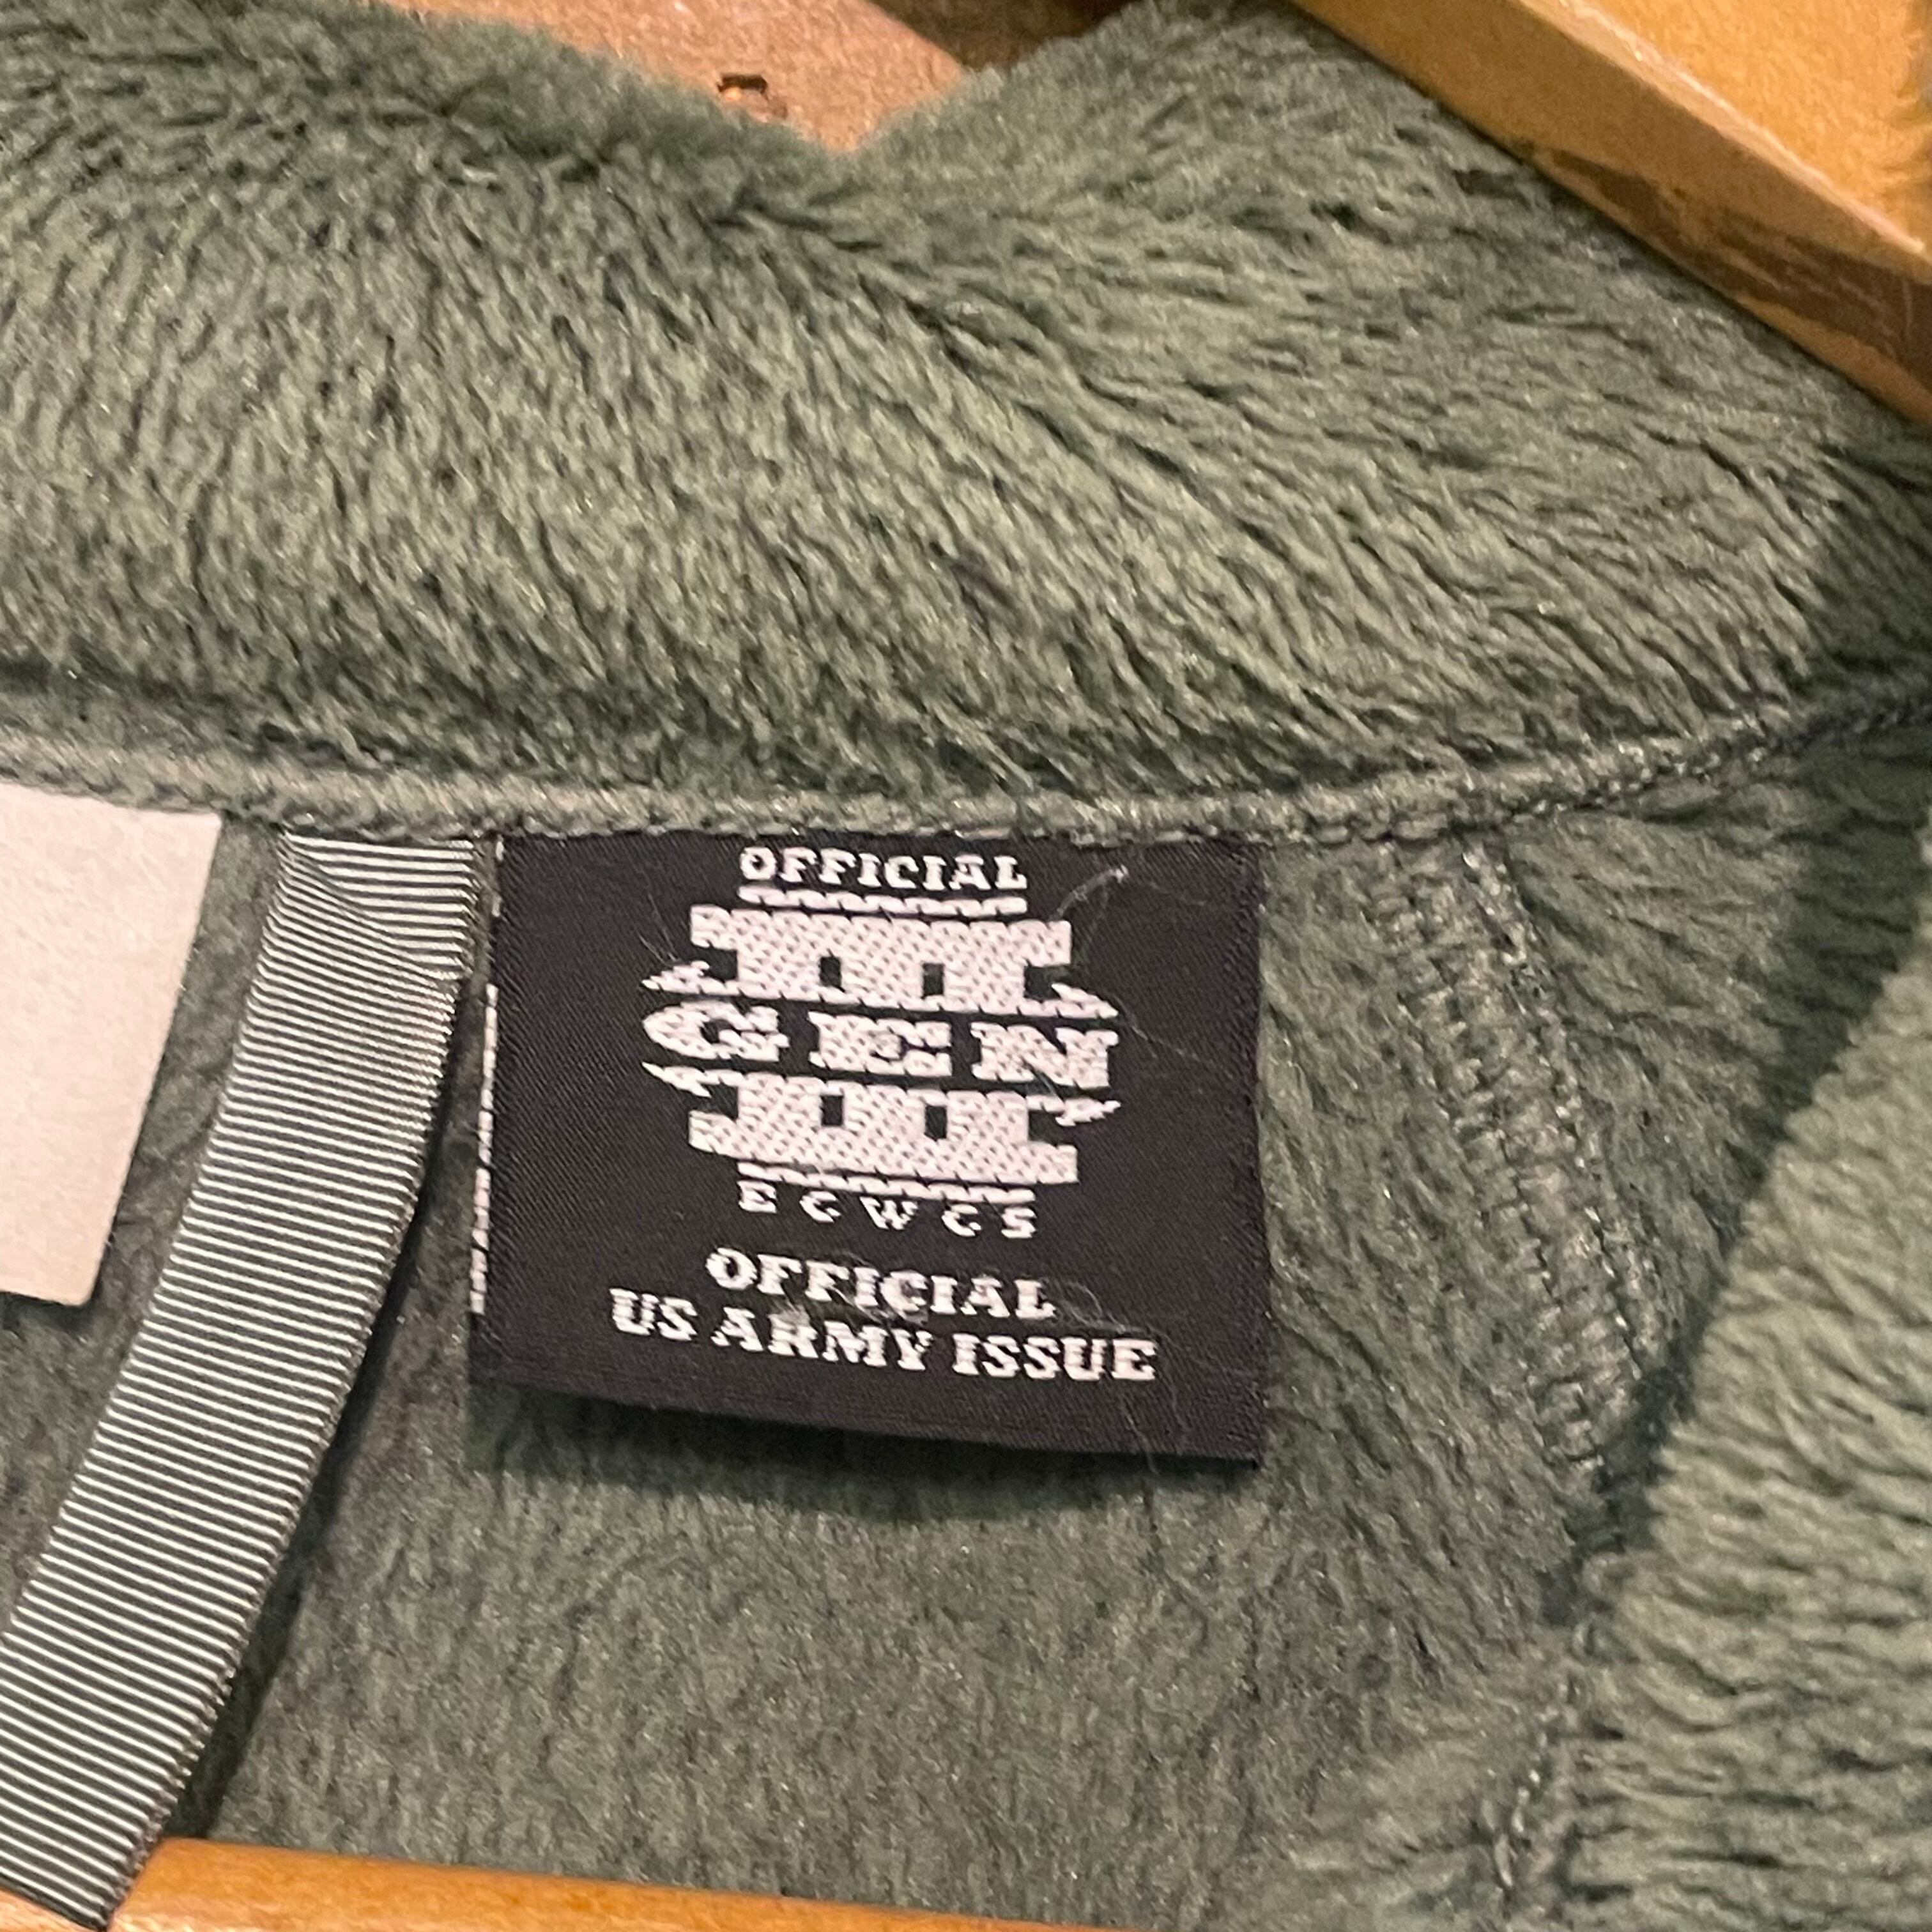 OFFICIAL
III
GEN
III
ECWCS
OFFICIAL
US ARMY ISSUE